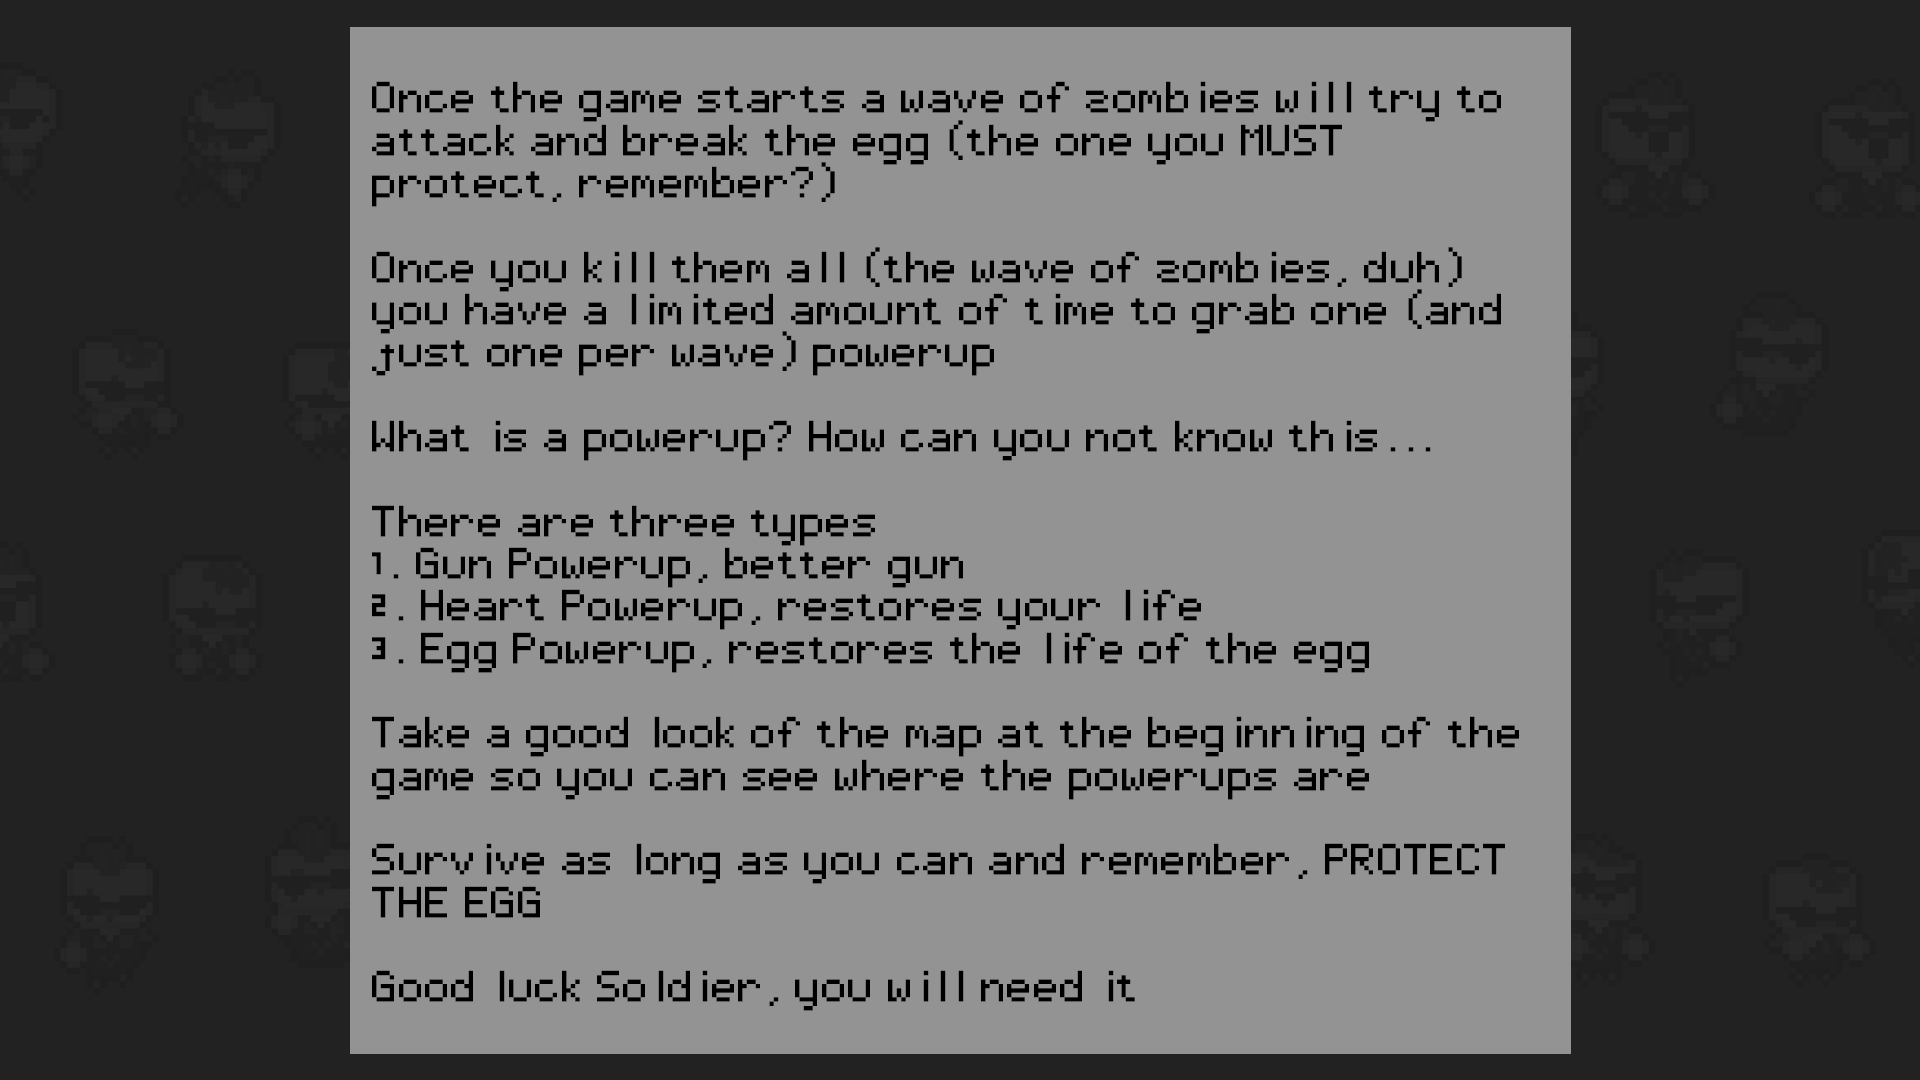 Once the game starts a wave of zombies will try to
attack and break the egg (the one you MUST
protect, remember?)
Once you kill them all (the wave of zombies, duh)
you have a limited amount of time to grab one (and
just one per wave) powerup
What is a powerup? How can you not know this...
There are three types
1. Gun Powerup, better gun
2. Heart Powerup, restores your life
3. Egg Powerup, restores the life of the egg
Take a good look of the map at the beginning of the
game so you can see where the powerups are
Survive as long as you can and remember, PROTECT
THE EGG
Good luck Soldier, you will need it